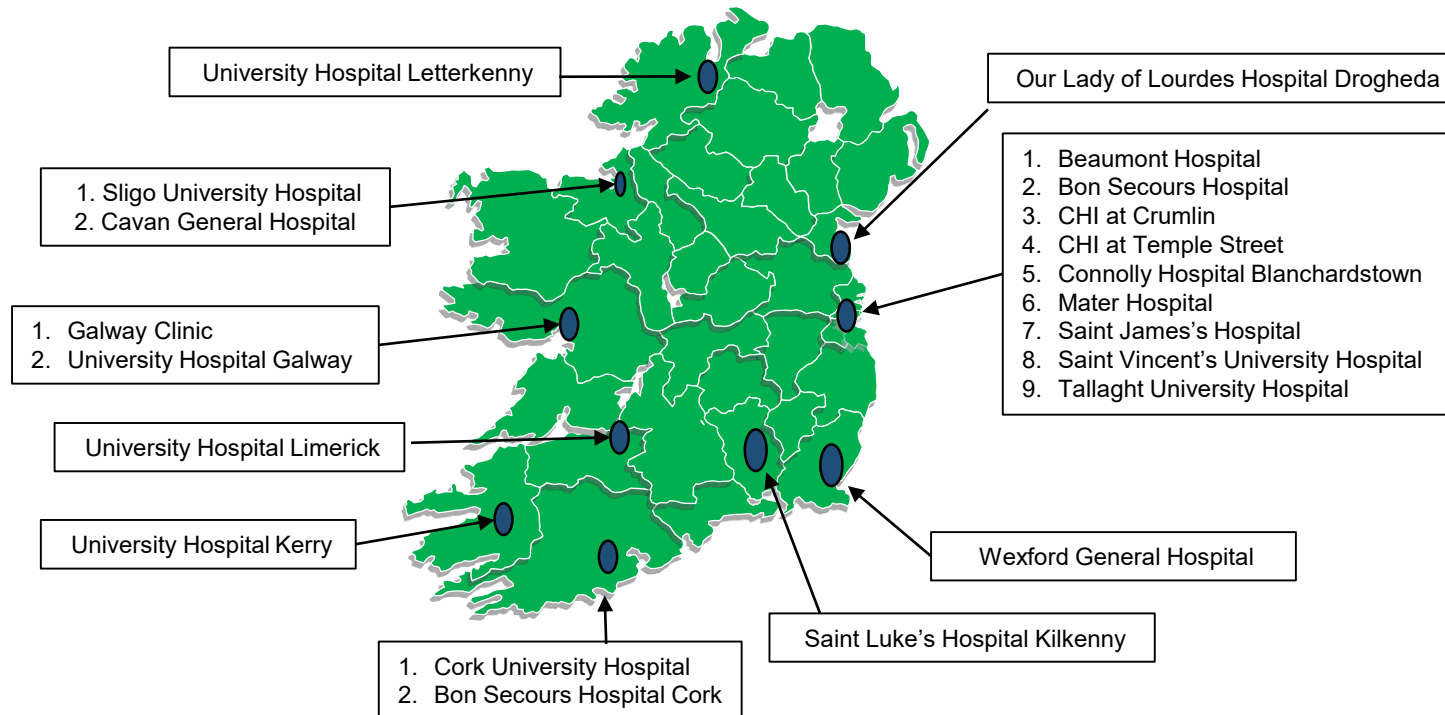 University Hospital Letterkenny
Our Lady of Lourdes Hospital Drogheda
1. Beaumont Hospital
2. Bon Secours Hospital
3. CHI at Crumlin
4. CHI at Temple Street
5. Connolly Hospital Blanchardstown
6. Mater Hospital
7. Saint James’s Hospital
8. Saint Vincent’s University Hospital
9. Tallaght University Hospital
1. Sligo University Hospital
2. Cavan General Hospital
1. Galway Clinic
2. University Hospital Galway
University Hospital Limerick
University Hospital Kerry
Wexford General Hospital
Saint Luke’s Hospital Kilkenny
1. Cork University Hospital
2. Bon Secours Hospital Cork